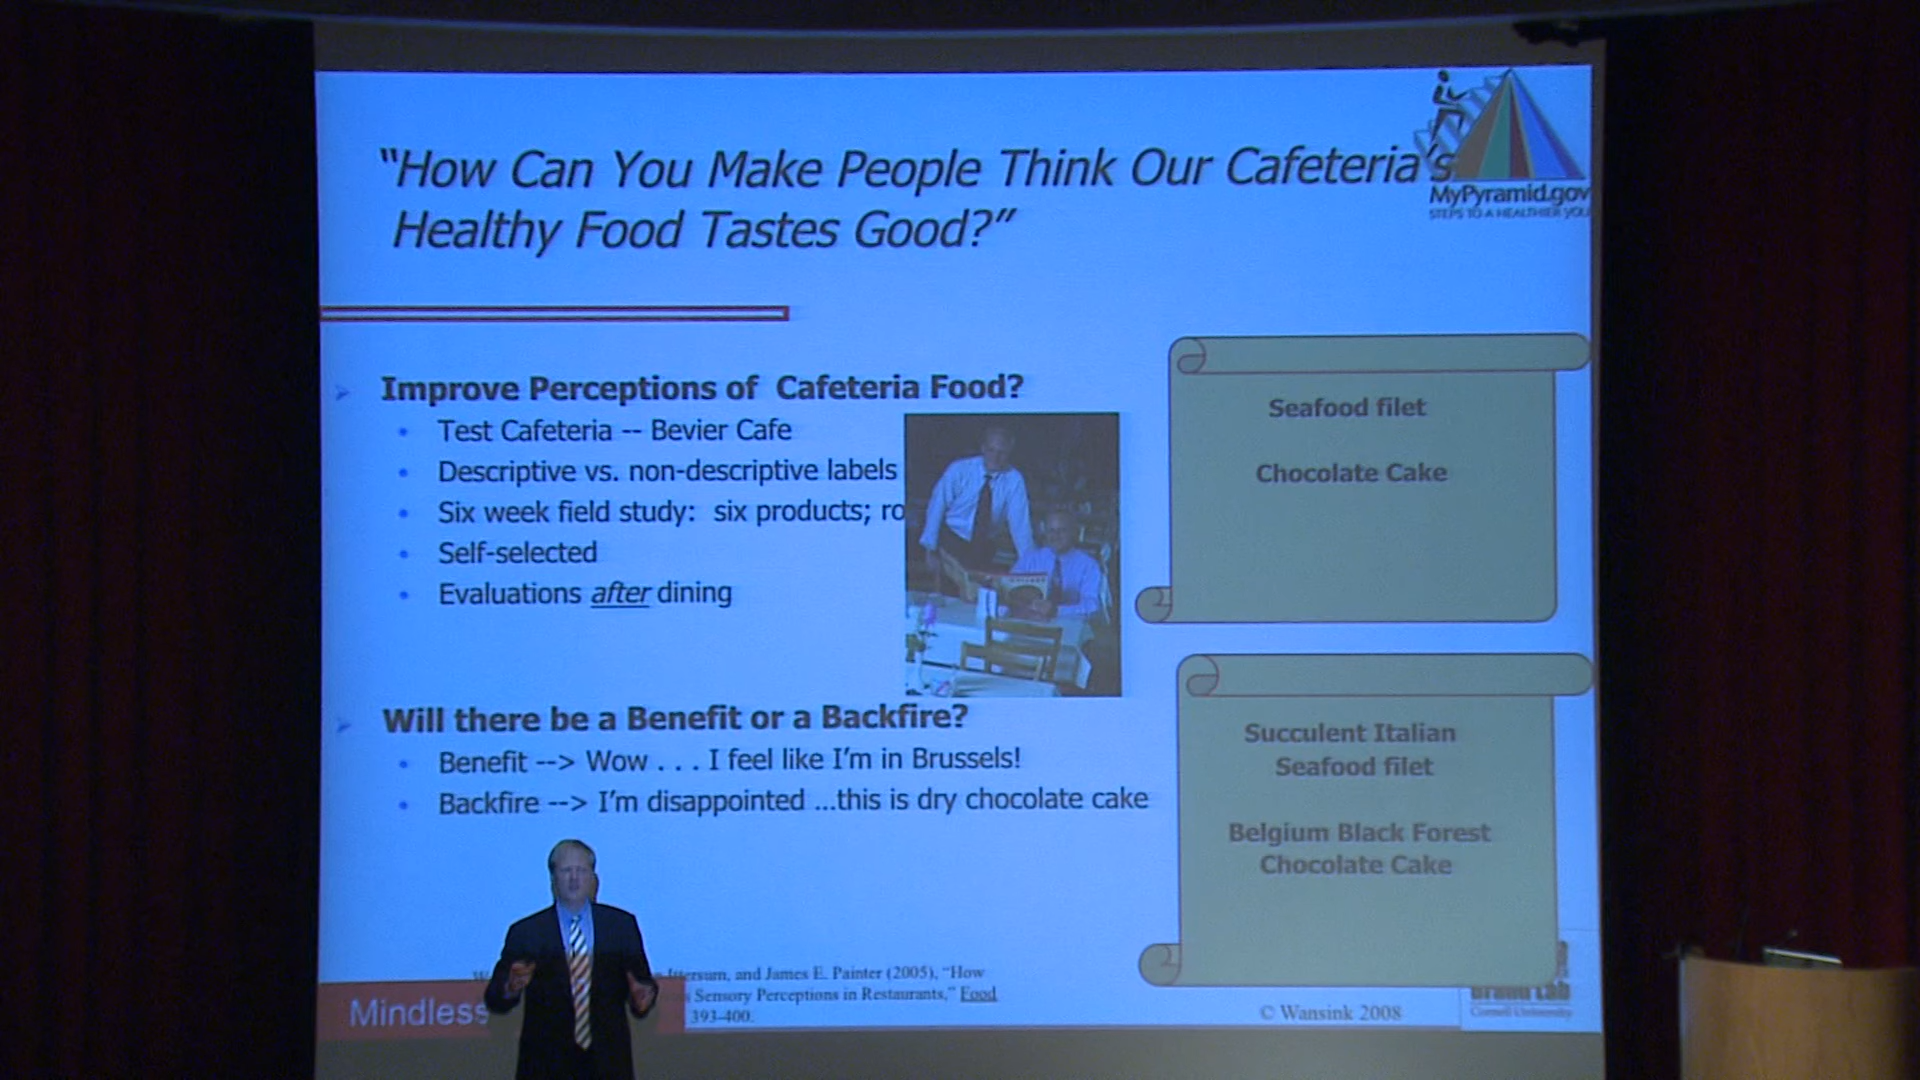 “How Can You Make People Think Our Cafeteria’s
Healthy Food Tastes Good?”
MyPyramid.gov
STEPS TO A HEALTHIER YOU
Improve Perceptions of Cafeteria Food?
Test Cafeteria -- Bevier Cafe
Descriptive vs. non-descriptive labels
Six week field study: six products; ro
Self-selected
Evaluations after dining
Seafood filet
Chocolate Cake
Will there be a Benefit or a Backfire?
Benefit --> Wow . . . I feel like I’m in Brussels!
Backfire --> I’m disappointed ...this is dry chocolate cake
Succulent Italian
Seafood filet
Belgium Black Forest
Chocolate Cake
Mindless
and James E. Painter (2005), “How
Sensory Perceptions in Restaurants,” Food
393-400.
© Wansink 2008
Brand Lab
Cornell University